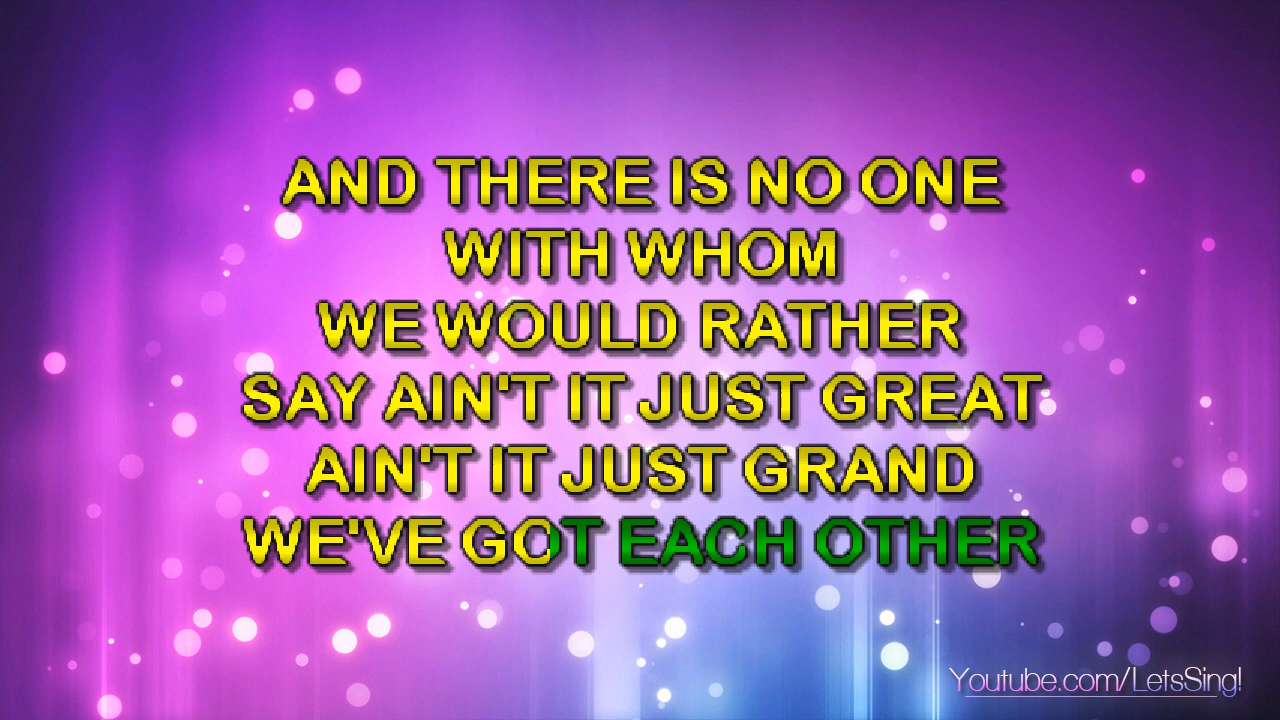 AND THERE IS NO ONE
WITH WHOM
WE WOULD RATHER
SAY AIN'T IT JUST GREAT
AIN'T IT JUST GRAND
WE'VE GOT EACH OTHER
Youtube.com/LetsSing!